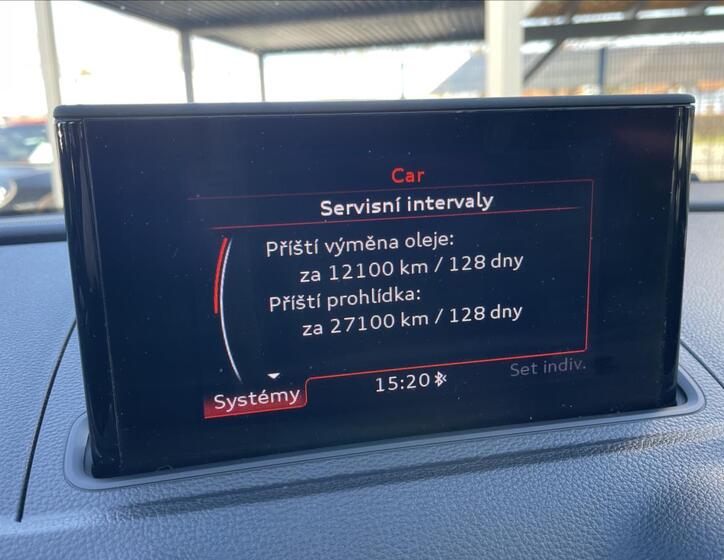 Car
Servisní intervaly
Příští výměna oleje:
za 12100 km / 128 dny
Příští prohlídka:
za 27100 km / 128 dny
Set indiv.
Systémy
15:20